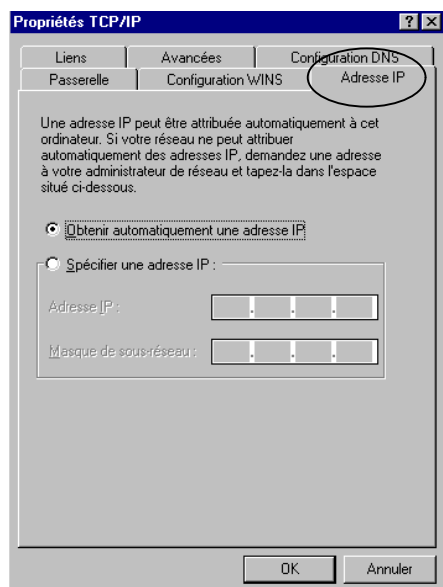 Propriétés TCP/IP
Liens Avancées Configuration DNS
Passerelle Configuration WINS Adresse IP
Une adresse IP peut être attribuée automatiquement à cet
ordinateur. Si votre réseau ne peut attribuer
automatiquement des adresses IP, demandez une adresse
à votre administrateur de réseau et tapez-la dans l'espace
situé ci-dessous.
Obtenir automatiquement une adresse IP
Spécifier une adresse IP :
Adresse IP :
Masque de sous-réseau :
OK Annuler